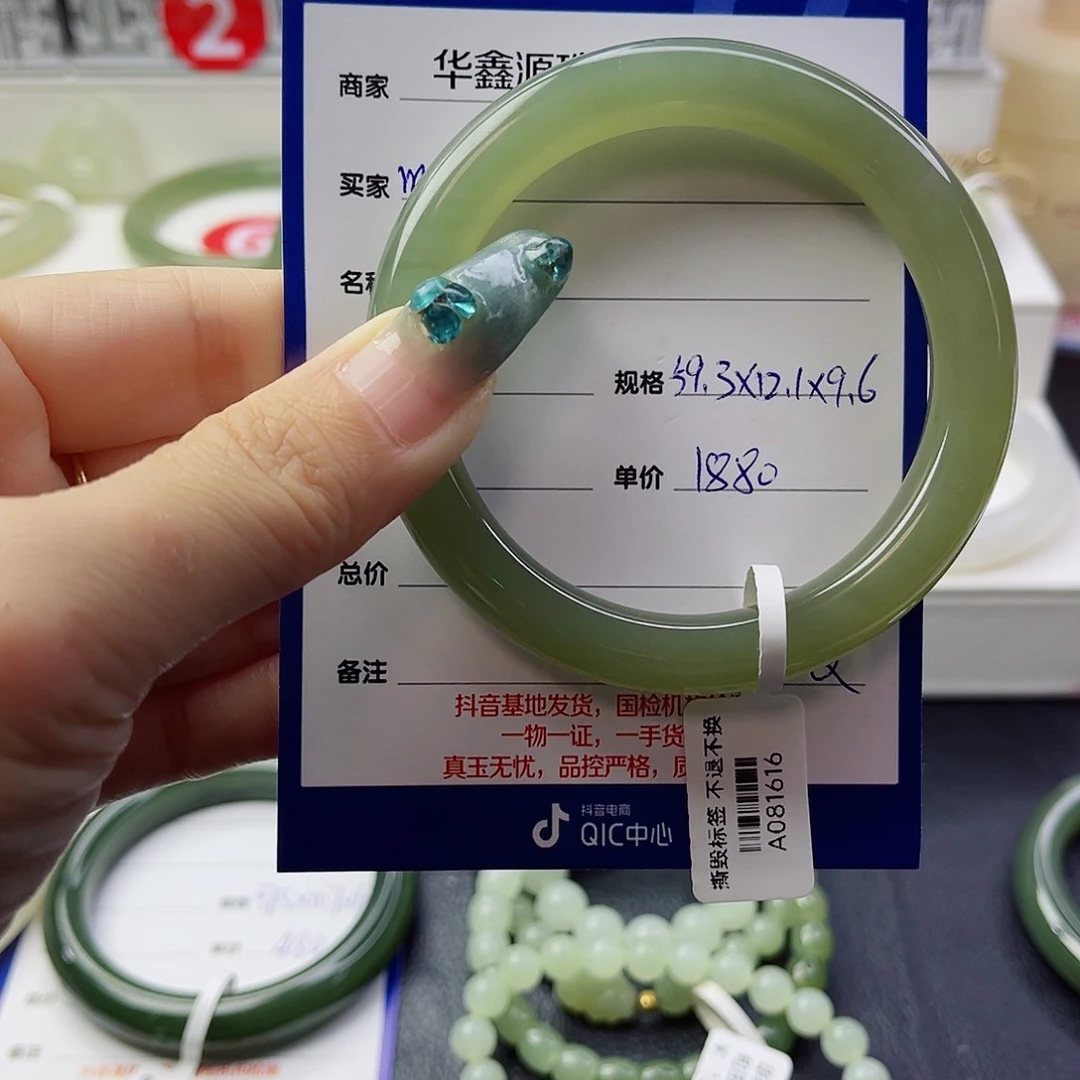 2
商家 华鑫源
买家 m
名称
规格 59.3X12.1X9.6
单价 1880
总价
备注
抖音基地发货，国检机
一物一证，一手货
真玉无忧，品控严格，质
抖音电商
QIC中心
撕毁标签 不退不换
A081616